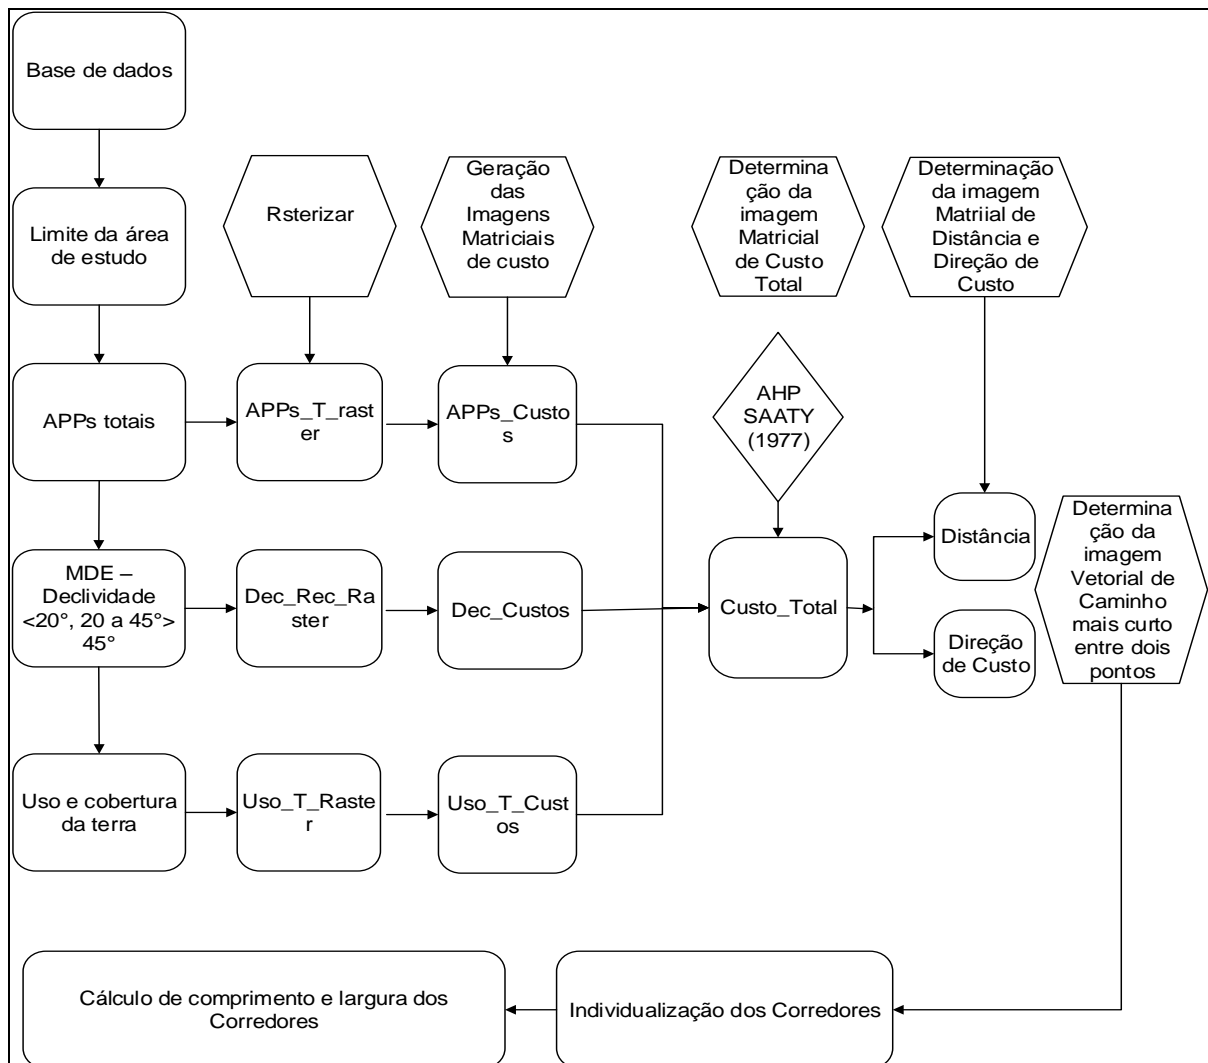 Base de dados
Limite da área
de estudo
Rsterizar
Geração
das
Imagens
Matriciais
de custo
Determina
ção da
imagem
Matricial
de Custo
Total
Determinação
da imagem
Matriial de
Distância e
Direção de
Custo
APPs totais
APPs_T_ras
ter
APPs_Custo
s
AHP
SAATY
(1977)
MDE –
Declividade
<20°, 20 a 45°>
45°
Dec_Rec_Ra
ster
Dec_Custos
Custo_Total
Distância
Direção
de Custo
Determina
ção da
imagem
Vetorial de
Caminho
mais curto
entre dois
pontos
Uso e cobertura
da terra
Uso_T_Raste
r
Uso_T_Cust
os
Cálculo de comprimento e largura dos
Corredores
Individualização dos Corredores